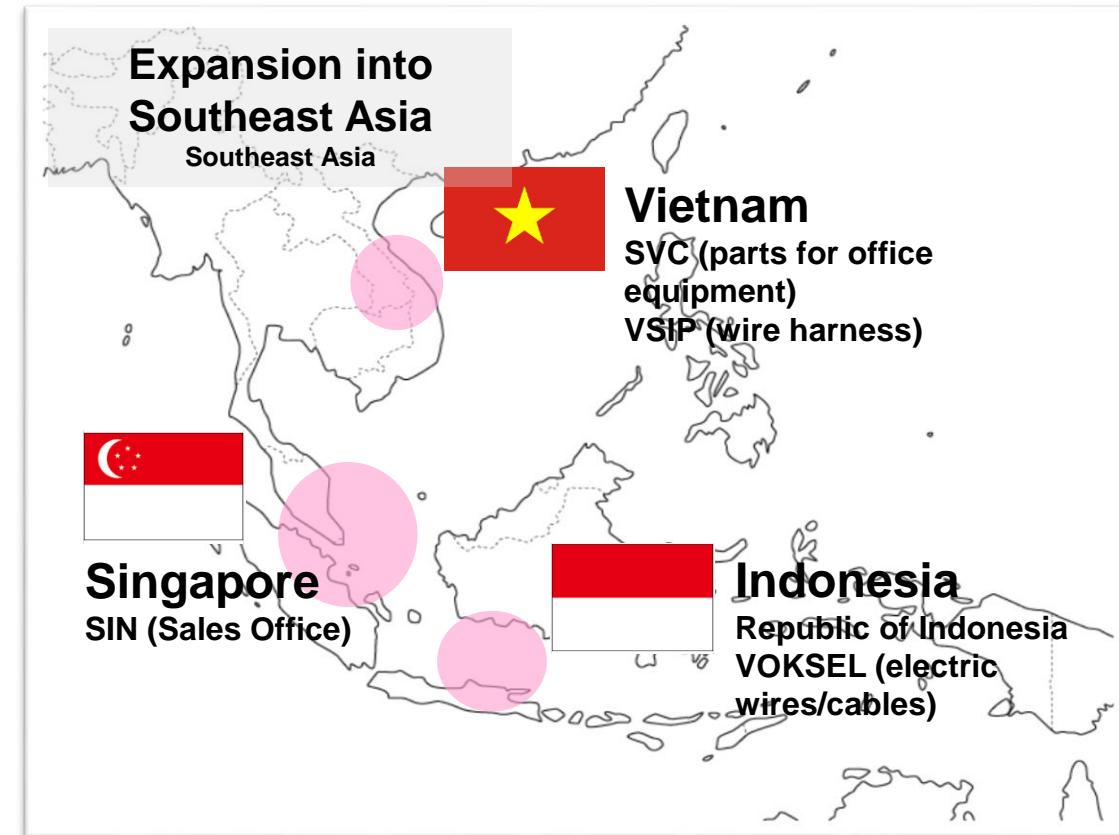 Expansion into
Southeast Asia
Southeast Asia
Vietnam
SVC (parts for office
equipment)
VSIP (wire harness)
Singapore
SIN (Sales Office)
Indonesia
Republic of Indonesia
VOKSEL (electric
wires/cables)